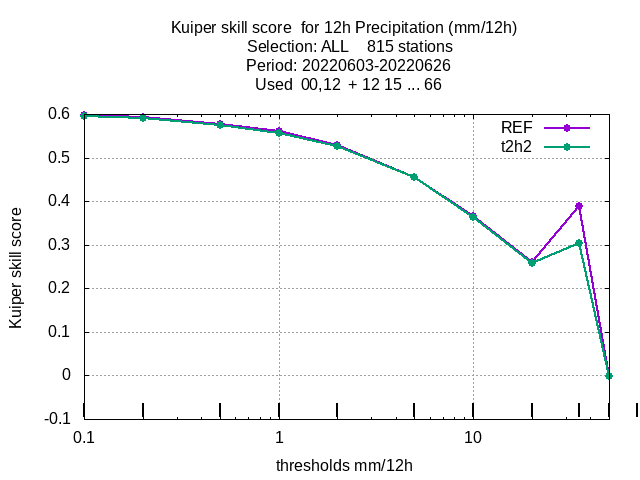 Kuiper skill score  for 12h Precipitation (mm/12h)
Selection: ALL    815 stations
Period: 20220603-20220626
Used  00,12  + 12 15 ... 66
REF
t2h2
0.6
0.5
0.4
0.3
0.2
0.1
0
-0.1
Kuiper skill score
0.1 1 10
thresholds mm/12h